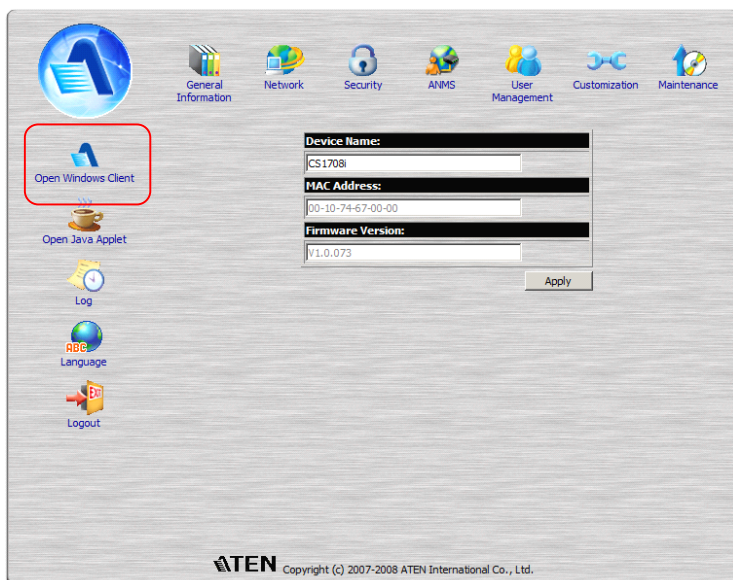 General
Information
Network
Security
ANMS
User
Management
Customization
Maintenance
Open Windows Client
Open Java Applet
Log
ABC
Language
EXIT
Logout
Device Name:
CS1708i
MAC Address:
00-10-74-67-00-00
Firmware Version:
V1.0.073
Apply
ATEN Copyright (c) 2007-2008 ATEN International Co., Ltd.